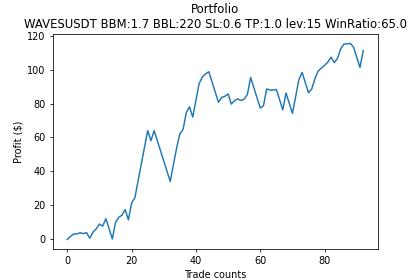 Portfolio
WAVESUSDT BBM:1.7 BBL:220 SL:0.6 TP:1.0 lev:15 WinRatio:65.0
120
100
80
60
40
20
0
Profit ($)
0 20 40 60 80
Trade counts